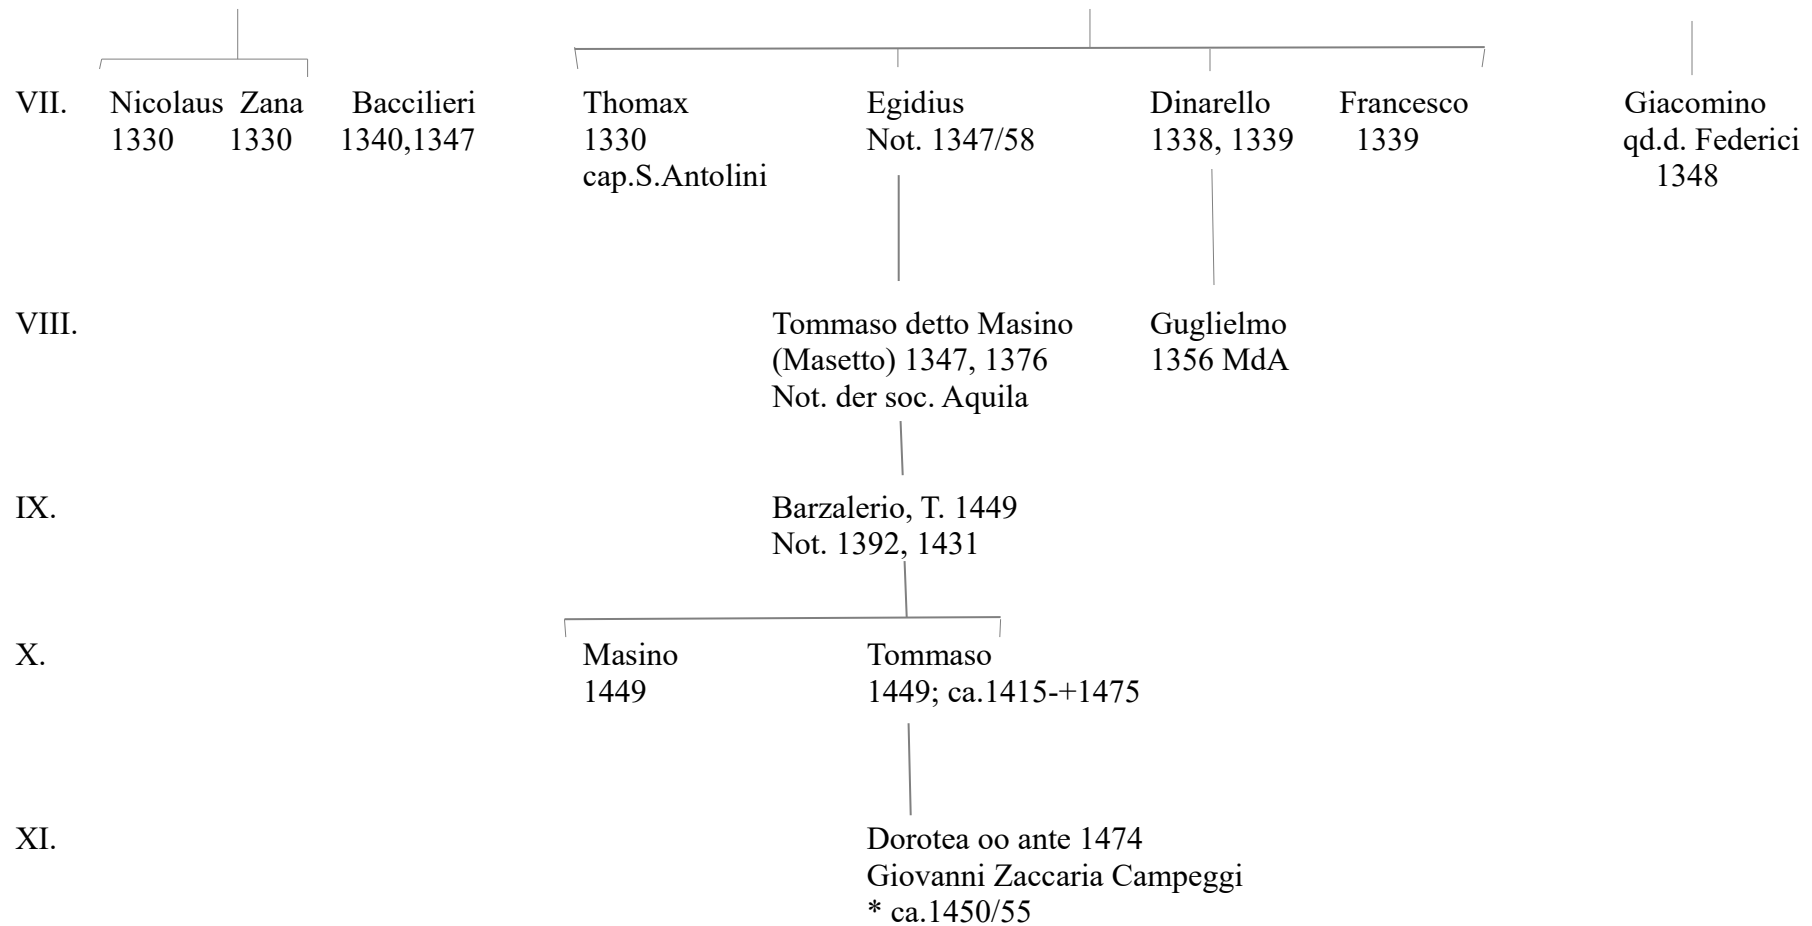 VII. Nicolaus Zana Baccilieri Thomax Egidius Dinarello Francesco Giacomino
1330 1330 1340,1347 1330 Not. 1347/58 1338, 1339 1339 qd.d. Federici
cap.S.Antolini 1348
VIII. Tommaso detto Masino Guglielmo
(Masetto) 1347, 1376 1356 MdA
Not. der soc. Aquila
IX. Barzalerio, T. 1449
Not. 1392, 1431
X. Masino Tommaso
1449 1449; ca.1415-+1475
XI. Dorotea oo ante 1474
Giovanni Zaccaria Campeggi
* ca.1450/55